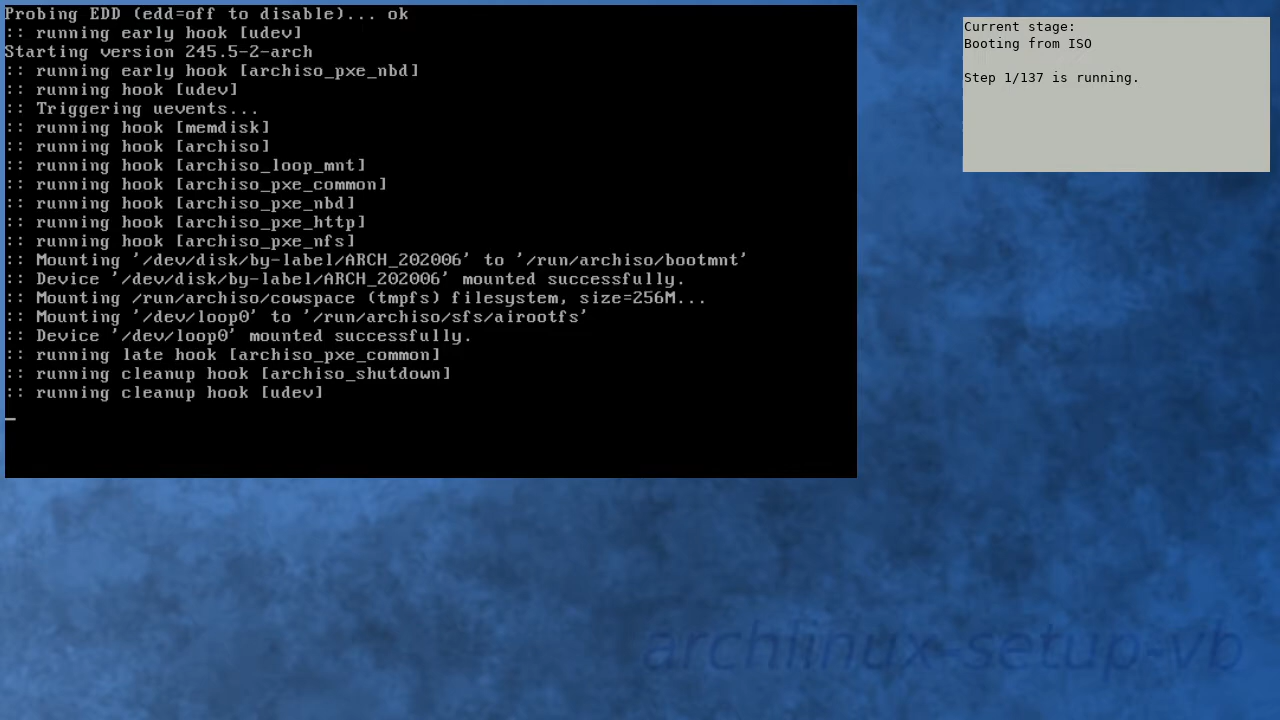 Probing EDD (edd=off to disable)... ok
:: running early hook [udev]
Starting version 245.5-2-arch
:: running early hook [archiso_pxe_nbd]
:: running hook [udev]
:: Triggering uevents...
:: running hook [memdisk]
:: running hook [archiso]
:: running hook [archiso_loop_mnt]
:: running hook [archiso_pxe_common]
:: running hook [archiso_pxe_nbd]
:: running hook [archiso_pxe_http]
:: running hook [archiso_pxe_nfs]
:: Mounting '/dev/disk/by-label/ARCH_202006' to '/run/archiso/bootmnt'
:: Device '/dev/disk/by-label/ARCH_202006' mounted successfully.
:: Mounting /run/archiso/cowspace (tmpfs) filesystem, size=256M...
:: Mounting '/dev/loop0' to '/run/archiso/sfs/airootfs'
:: Device '/dev/loop0' mounted successfully.
:: running late hook [archiso_pxe_common]
:: running cleanup hook [archiso_shutdown]
:: running cleanup hook [udev]
_
Current stage:
Booting from ISO
Step 1/137 is running.
archlinux-setup-vb